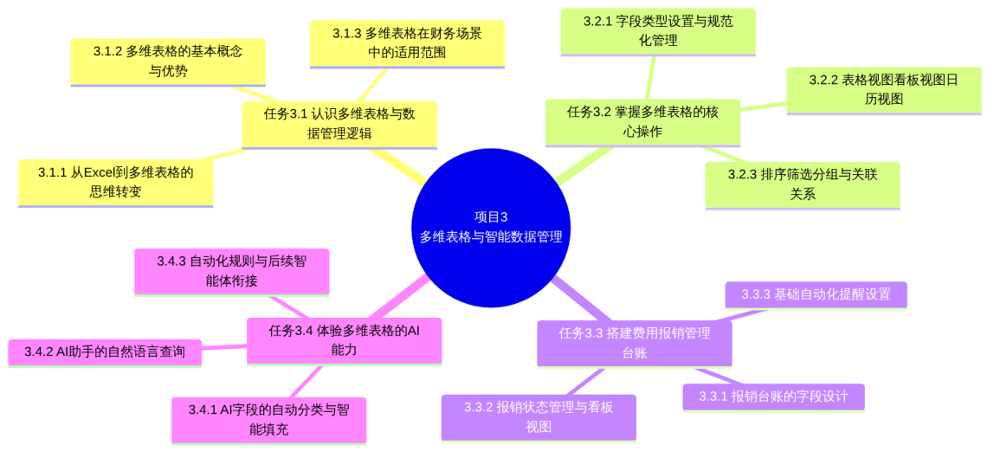 项目3
多维表格与智能数据管理
任务3.1 认识多维表格与数
据管理逻辑
3.1.1 从Excel到多维表格的
思维转变
3.1.2 多维表格的基本概念
与优势
3.1.3 多维表格在财务场景
中的适用范围
任务3.2 掌握多维表格的核
心操作
3.2.1 字段类型设置与规范
化管理
3.2.2 表格视图看板视图日
历视图
3.2.3 排序筛选分组与关联
关系
任务3.3 搭建费用报销管理
台账
3.3.1 报销台账的字段设计
3.3.2 报销状态管理与看板
视图
3.3.3 基础自动化提醒设置
任务3.4 体验多维表格的AI
能力
3.4.1 AI字段的自动分类与智
能填充
3.4.2 AI助手的自然语言查询
3.4.3 自动化规则与后续智
能体衔接